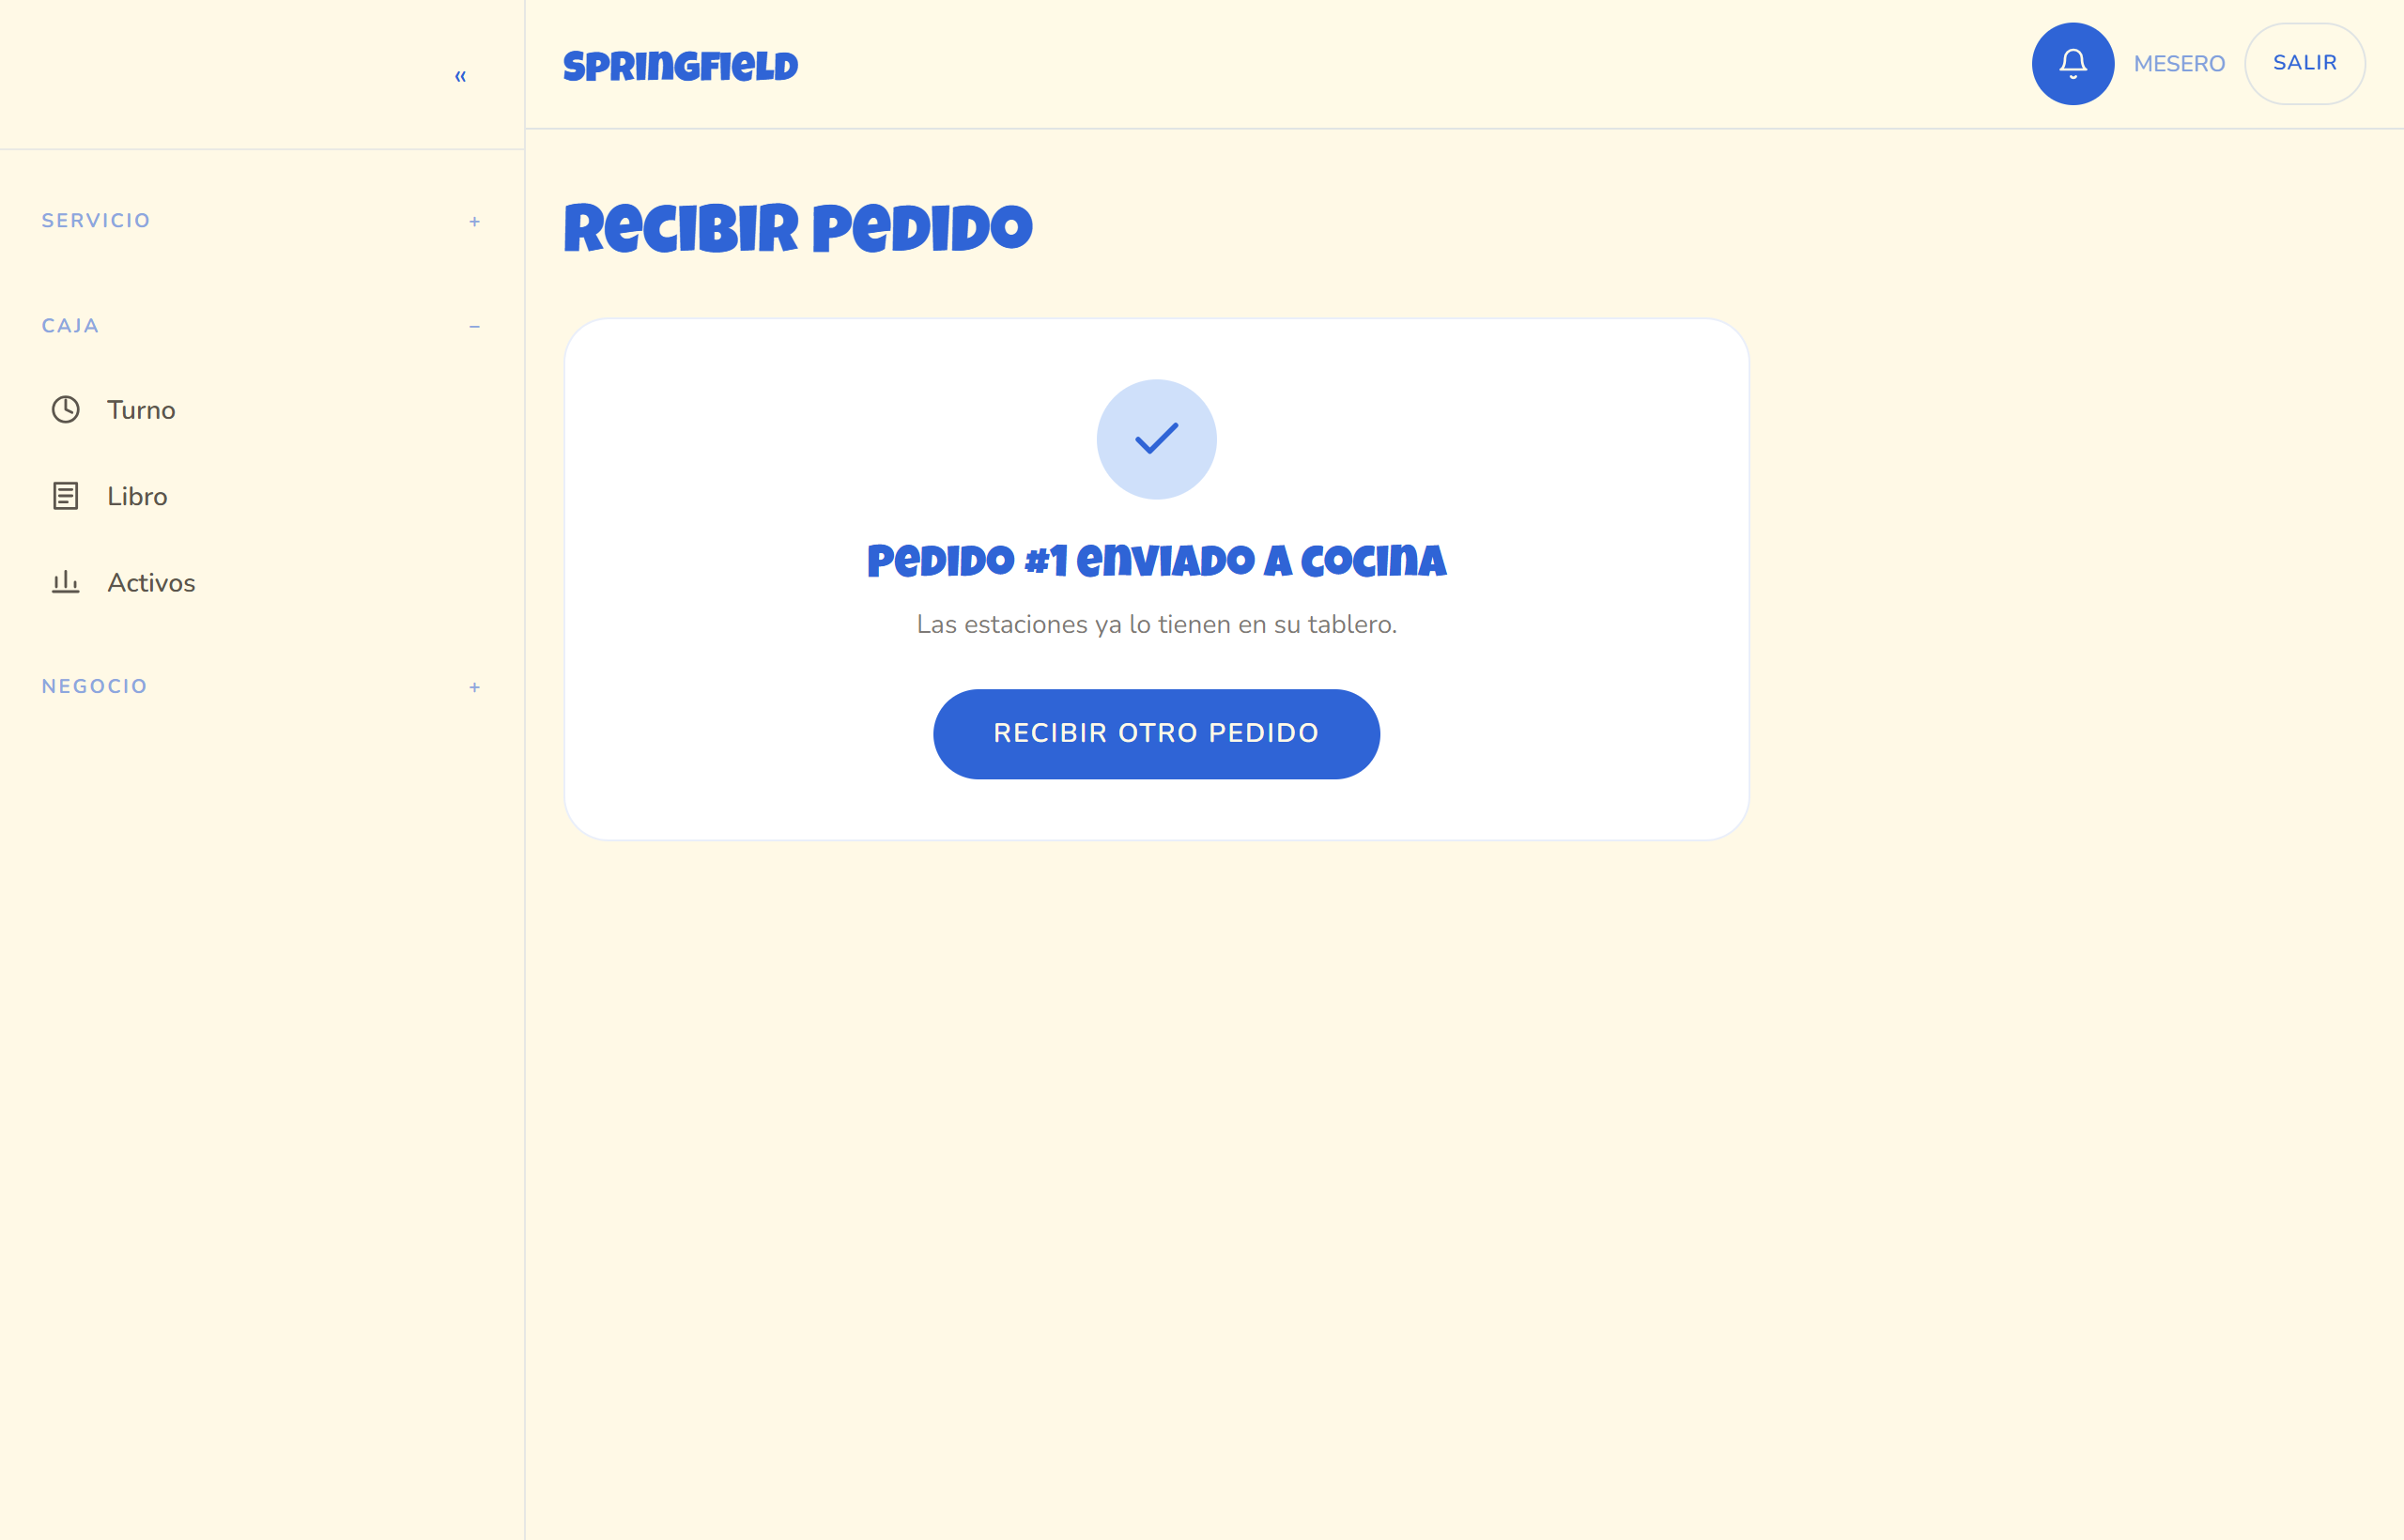 «
SPRINGFIELD
MESERO
SALIR
SERVICIO +
CAJA −
Turno
Libro
Activos
NEGOCIO +
RECIBIR PEDIDO
PEDIDO #1 ENVIADO A COCINA
Las estaciones ya lo tienen en su tablero.
RECIBIR OTRO PEDIDO